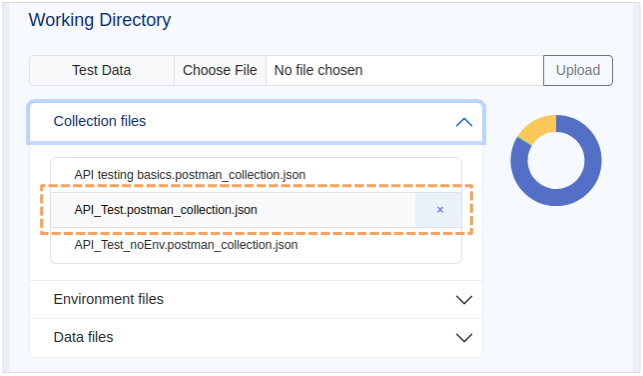 Working Directory
Test Data Choose File No file chosen Upload
Collection files
API testing basics.postman_collection.json
API_Test.postman_collection.json ×
API_Test_noEnv.postman_collection.json
Environment files
Data files